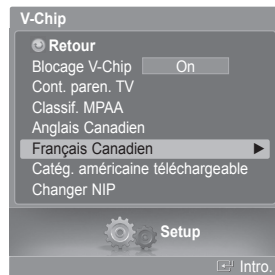 V-Chip
Retour
Blocage V-Chip On
Cont. paren. TV
Classif. MPAA
Anglais Canadien
Français Canadien
Catég. américaine téléchargeable
Changer NIP
Setup
Intro.